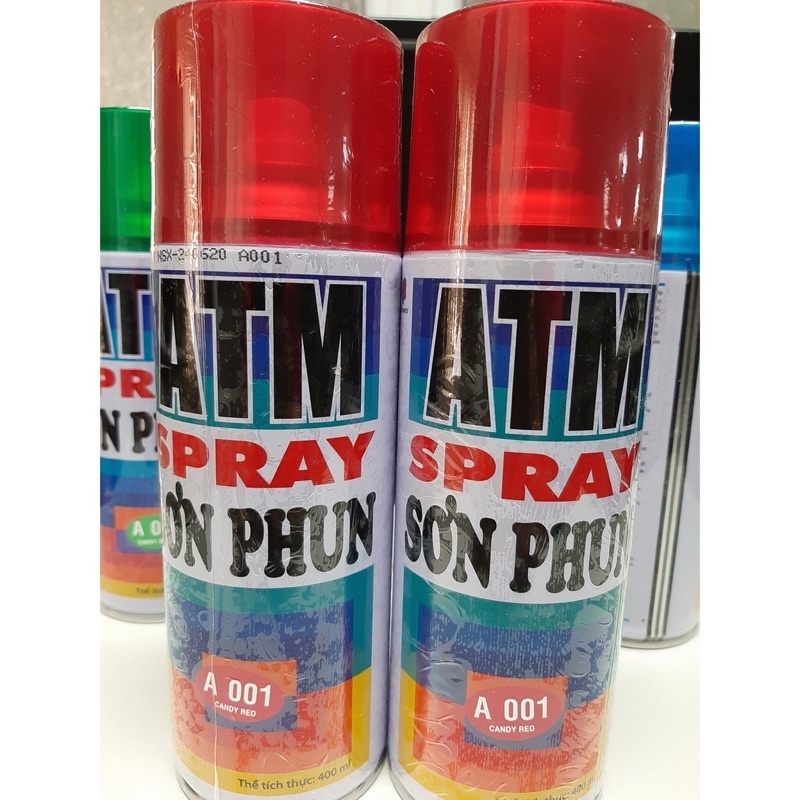 NSX-240620 A001
ATM
SPRAY
SƠN PHUN
A 001
CANDY RED
Thể tích thực: 400 ml
ATM
SPRAY
SƠN PHUN
A 001
CANDY RED